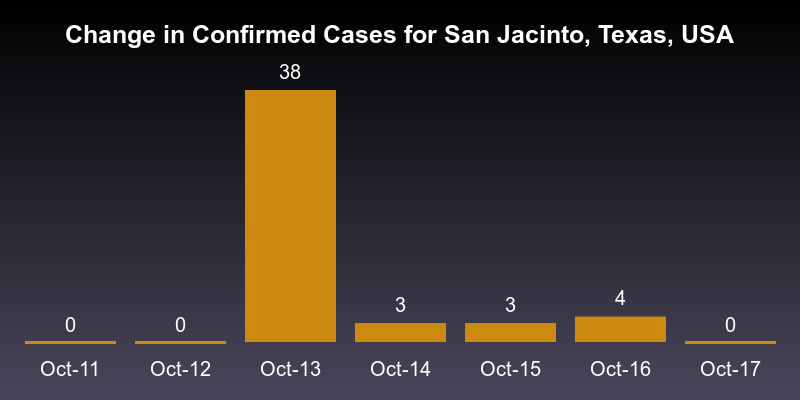 Change in Confirmed Cases for San Jacinto, Texas, USA
38
3
3
4
0
0
0
Oct-11
Oct-12
Oct-13
Oct-14
Oct-15
Oct-16
Oct-17